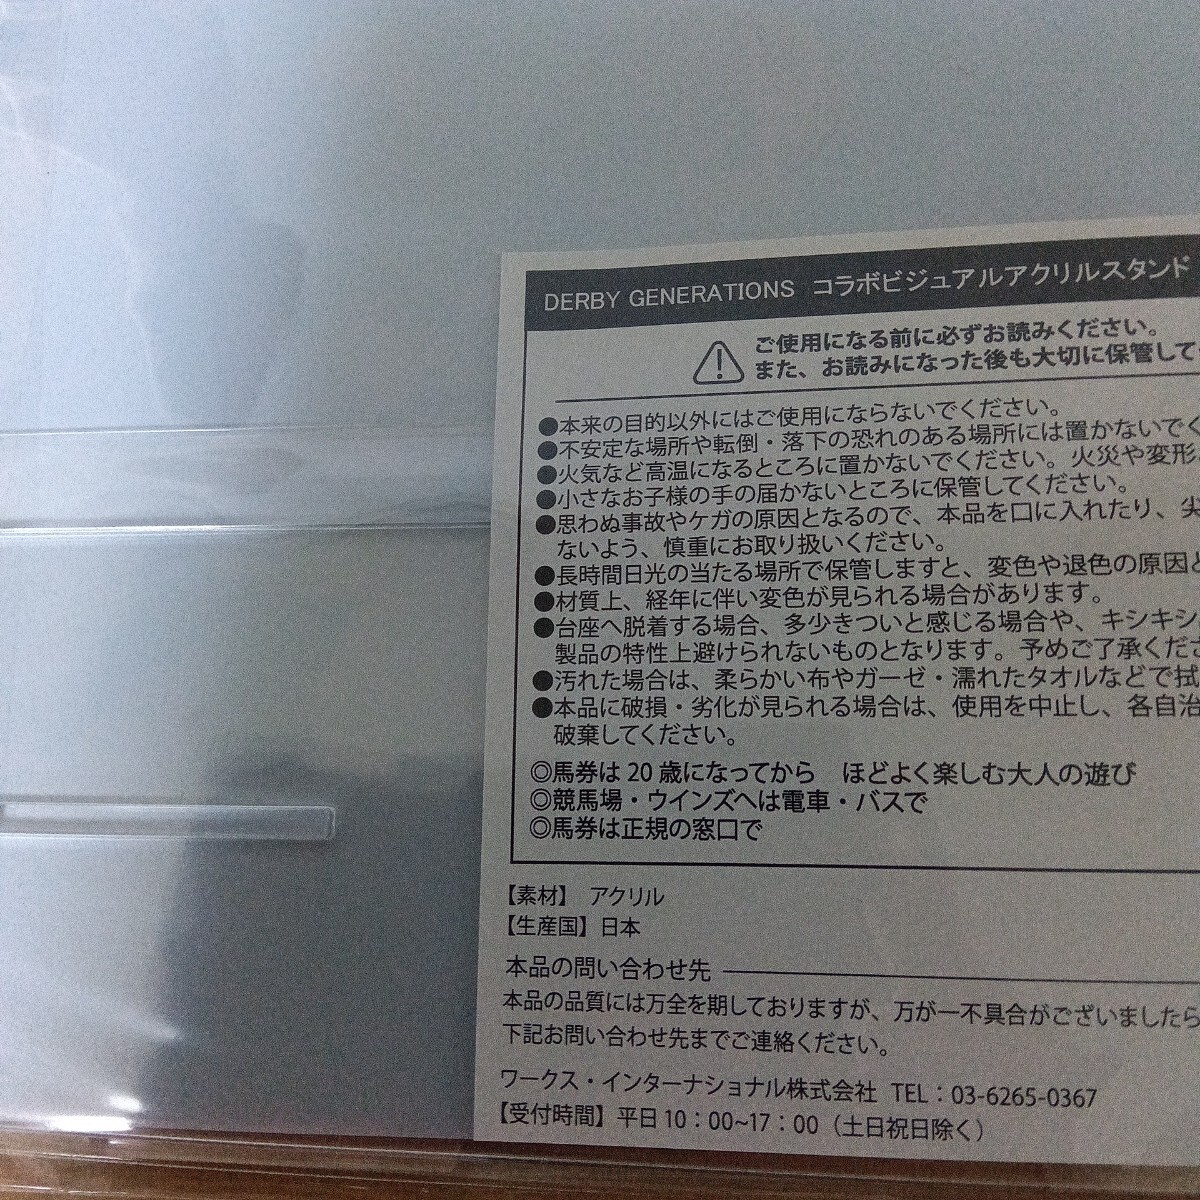 DERBY GENERATIONS コラボビジュアルアクリルスタンド
ご使用になる前に必ずお読みください。
また、お読みになった後も大切に保管して
●本来の目的以外にはご使用にならないでください。
●不安定な場所や転倒・落下の恐れのある場所には置かないでく
●火気など高温になるところに置かないでください。火災や変形
●小さなお子様の手の届かないところに保管してください。
●思わぬ事故やケガの原因となるので、本品を口に入れたり、尖
ないよう、慎重にお取り扱いください。
●長時間日光の当たる場所で保管しますと、変色や退色の原因と
●材質上、経年に伴い変色が見られる場合があります。
●台座へ脱着する場合、多少きついと感じる場合や、キシキシ
製品の特性上避けられないものとなります。予めご了承くださ
●汚れた場合は、柔らかい布やガーゼ・濡れたタオルなどで拭
●本品に破損・劣化が見られる場合は、使用を中止し、各自治
破棄してください。
◎馬券は20歳になってから ほどよく楽しむ大人の遊び
◎競馬場・ウインズへは電車・バスで
◎馬券は正規の窓口で
【素材】 アクリル
【生産国】日本
本品の問い合わせ先
本品の品質には万全を期しておりますが、万が一不具合がございましたら
下記お問い合わせ先までご連絡ください。
ワークス・インターナショナル株式会社 TEL：03-6265-0367
【受付時間】平日10：00~17：00（土日祝日除く）